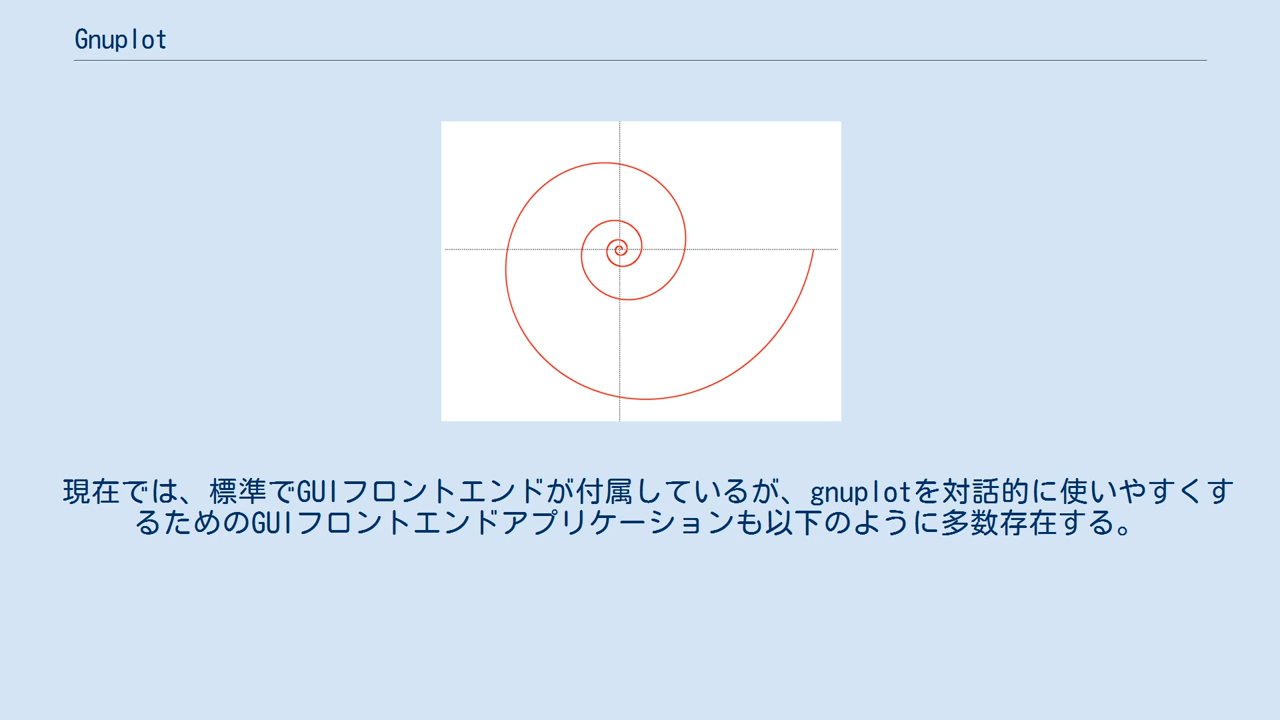 Gnuplot
現在では、標準でGUIフロントエンドが付属しているが、gnuplotを対話的に使いやすくす
るためのGUIフロントエンドアプリケーションも以下のように多数存在する。